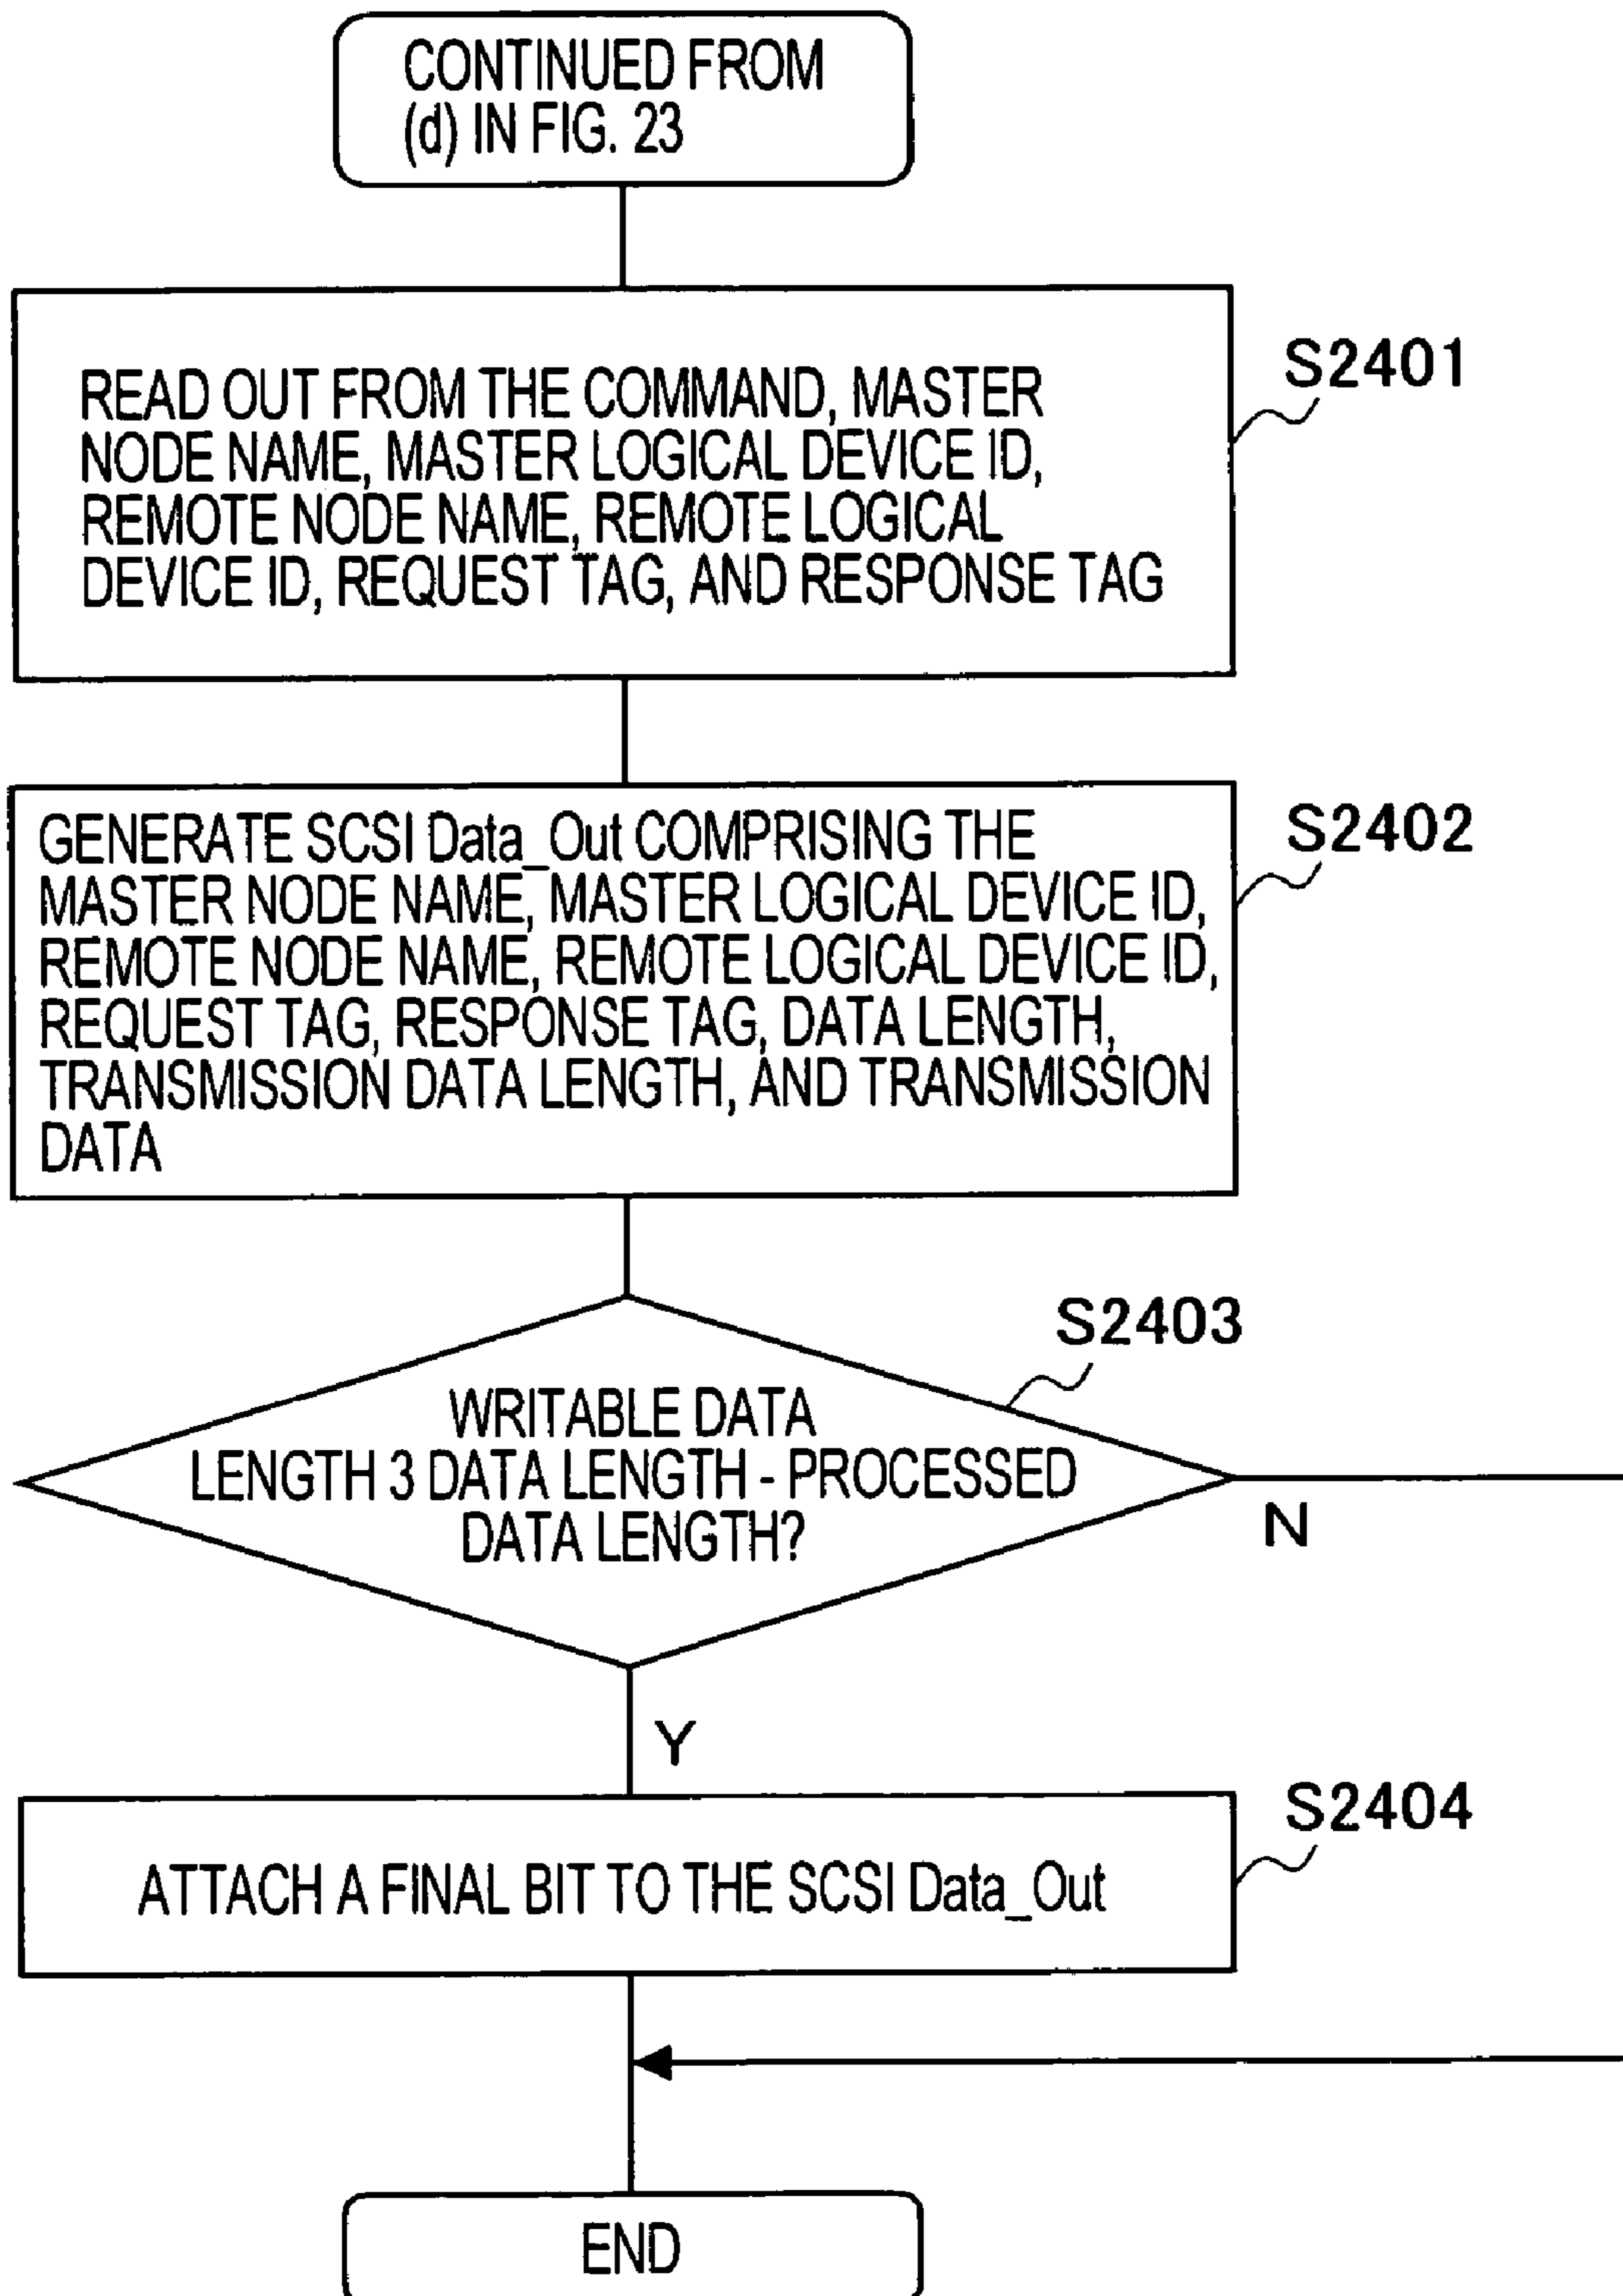 CONTINUED FROM
(d) IN FIG. 23
READ OUT FROM THE COMMAND, MASTER
NODE NAME, MASTER LOGICAL DEVICE ID,
REMOTE NODE NAME, REMOTE LOGICAL
DEVICE ID, REQUEST TAG, AND RESPONSE TAG
S2401
GENERATE SCSI Data_Out COMPRISING THE
MASTER NODE NAME, MASTER LOGICAL DEVICE ID,
REMOTE NODE NAME, REMOTE LOGICAL DEVICE ID,
REQUEST TAG, RESPONSE TAG, DATA LENGTH,
TRANSMISSION DATA LENGTH, AND TRANSMISSION
DATA
S2402
S2403
WRITABLE DATA
LENGTH 3 DATA LENGTH - PROCESSED
DATA LENGTH?
N
Y
S2404
ATTACH A FINAL BIT TO THE SCSI Data_Out
END